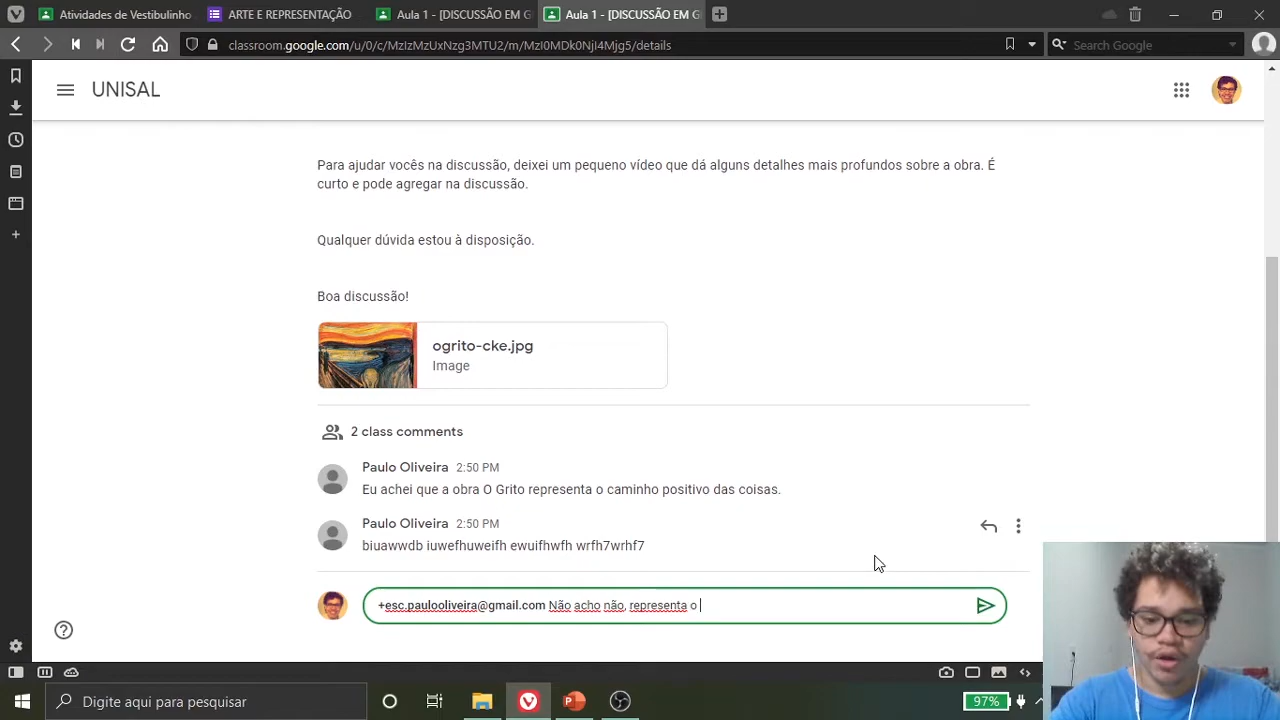 Atividades de Vestibulinho
ARTE E REPRESENTAÇÃO
Aula 1 - [DISCUSSÃO EM G
Aula 1 - [DISCUSSÃO EM GI
classroom.google.com/u/0/c/MzIzMzUxNzg3MTU2/m/MzI0MDk0NjI4Mjg5/details
Search Google
UNISAL
Para ajudar vocês na discussão, deixei um pequeno vídeo que dá alguns detalhes mais profundos sobre a obra. É
curto e pode agregar na discussão.
Qualquer dúvida estou à disposição.
Boa discussão!
ogrito-cke.jpg
Image
2 class comments
Paulo Oliveira 2:50 PM
Eu achei que a obra O Grito representa o caminho positivo das coisas.
Paulo Oliveira 2:50 PM
biuawwdb iuwefhuweifh ewuifhwfh wrfh7wrhf7
+esc.paulooliveira@gmail.com Não acho não, representa o
Digite aqui para pesquisar
97%